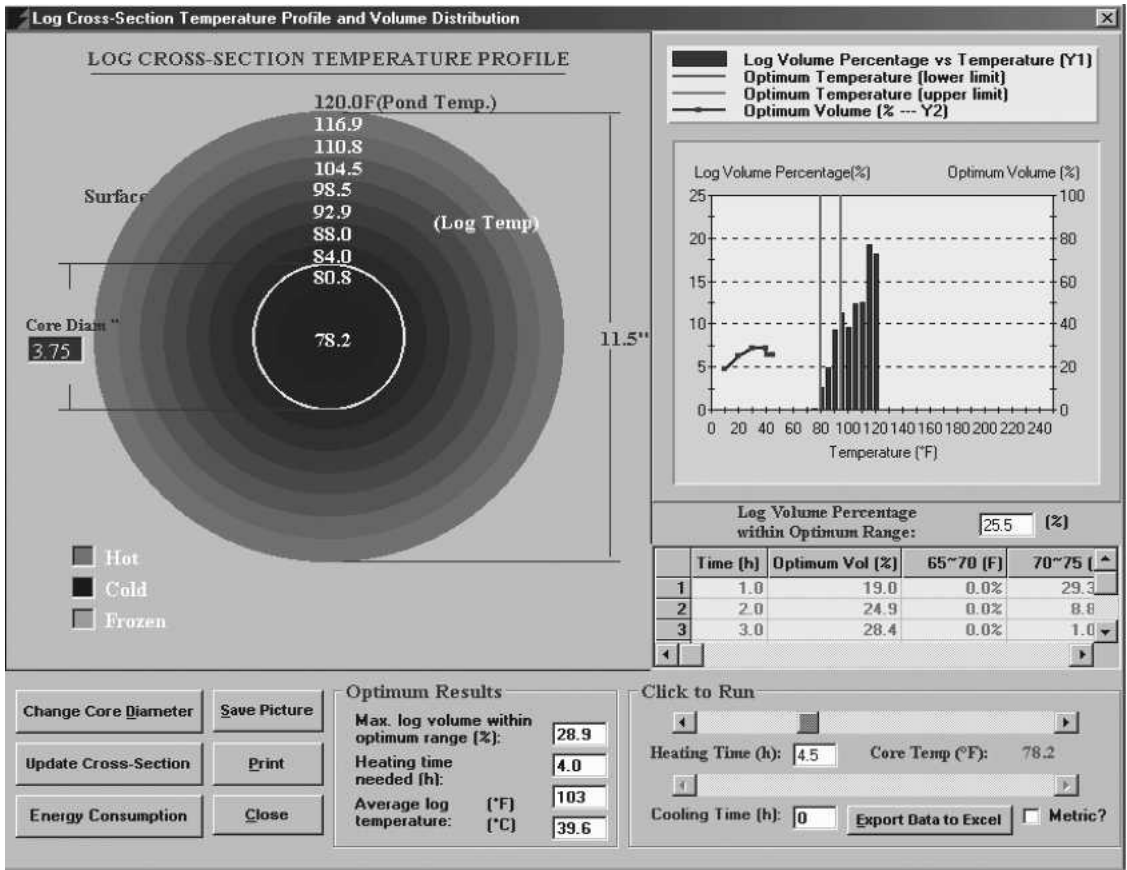 Log Cross-Section Temperature Profile and Volume Distribution
LOG CROSS-SECTION TEMPERATURE PROFILE
120.0F(Pond Temp.)
116.9
110.8
104.5
98.5
92.9
88.0
84.0
80.8
78.2
Surface
(Log Temp)
Core Diam "
3.75
11.5"
Hot
Cold
Frozen
Log Volume Percentage vs Temperature (Y1)
Optimum Temperature (lower limit)
Optimum Temperature (upper limit)
Optimum Volume (% --- Y2)
Log Volume Percentage(%) Optimum Volume (%)
25 100
20 80
15 60
10 40
5 20
0 0
0 20 40 60 80 100 120 140 160 180 200 220 240
Temperature (°F)
Log Volume Percentage
within Optimum Range: 25.5 (%)
Time (h) Optimum Vol (%) 65~70 (F) 70~75 (
1 1.0 19.0 0.0% 29.3
2 2.0 24.9 0.0% 8.8
3 3.0 28.4 0.0% 1.0
Change Core Diameter
Save Picture
Update Cross-Section
Print
Energy Consumption
Close
Optimum Results
Max. log volume within
optimum range (%): 28.9
Heating time
needed (h): 4.0
Average log (°F) 103
temperature: (°C) 39.6
Click to Run
Heating Time (h): 4.5 Core Temp (°F): 78.2
Cooling Time (h): 0 Export Data to Excel Metric?